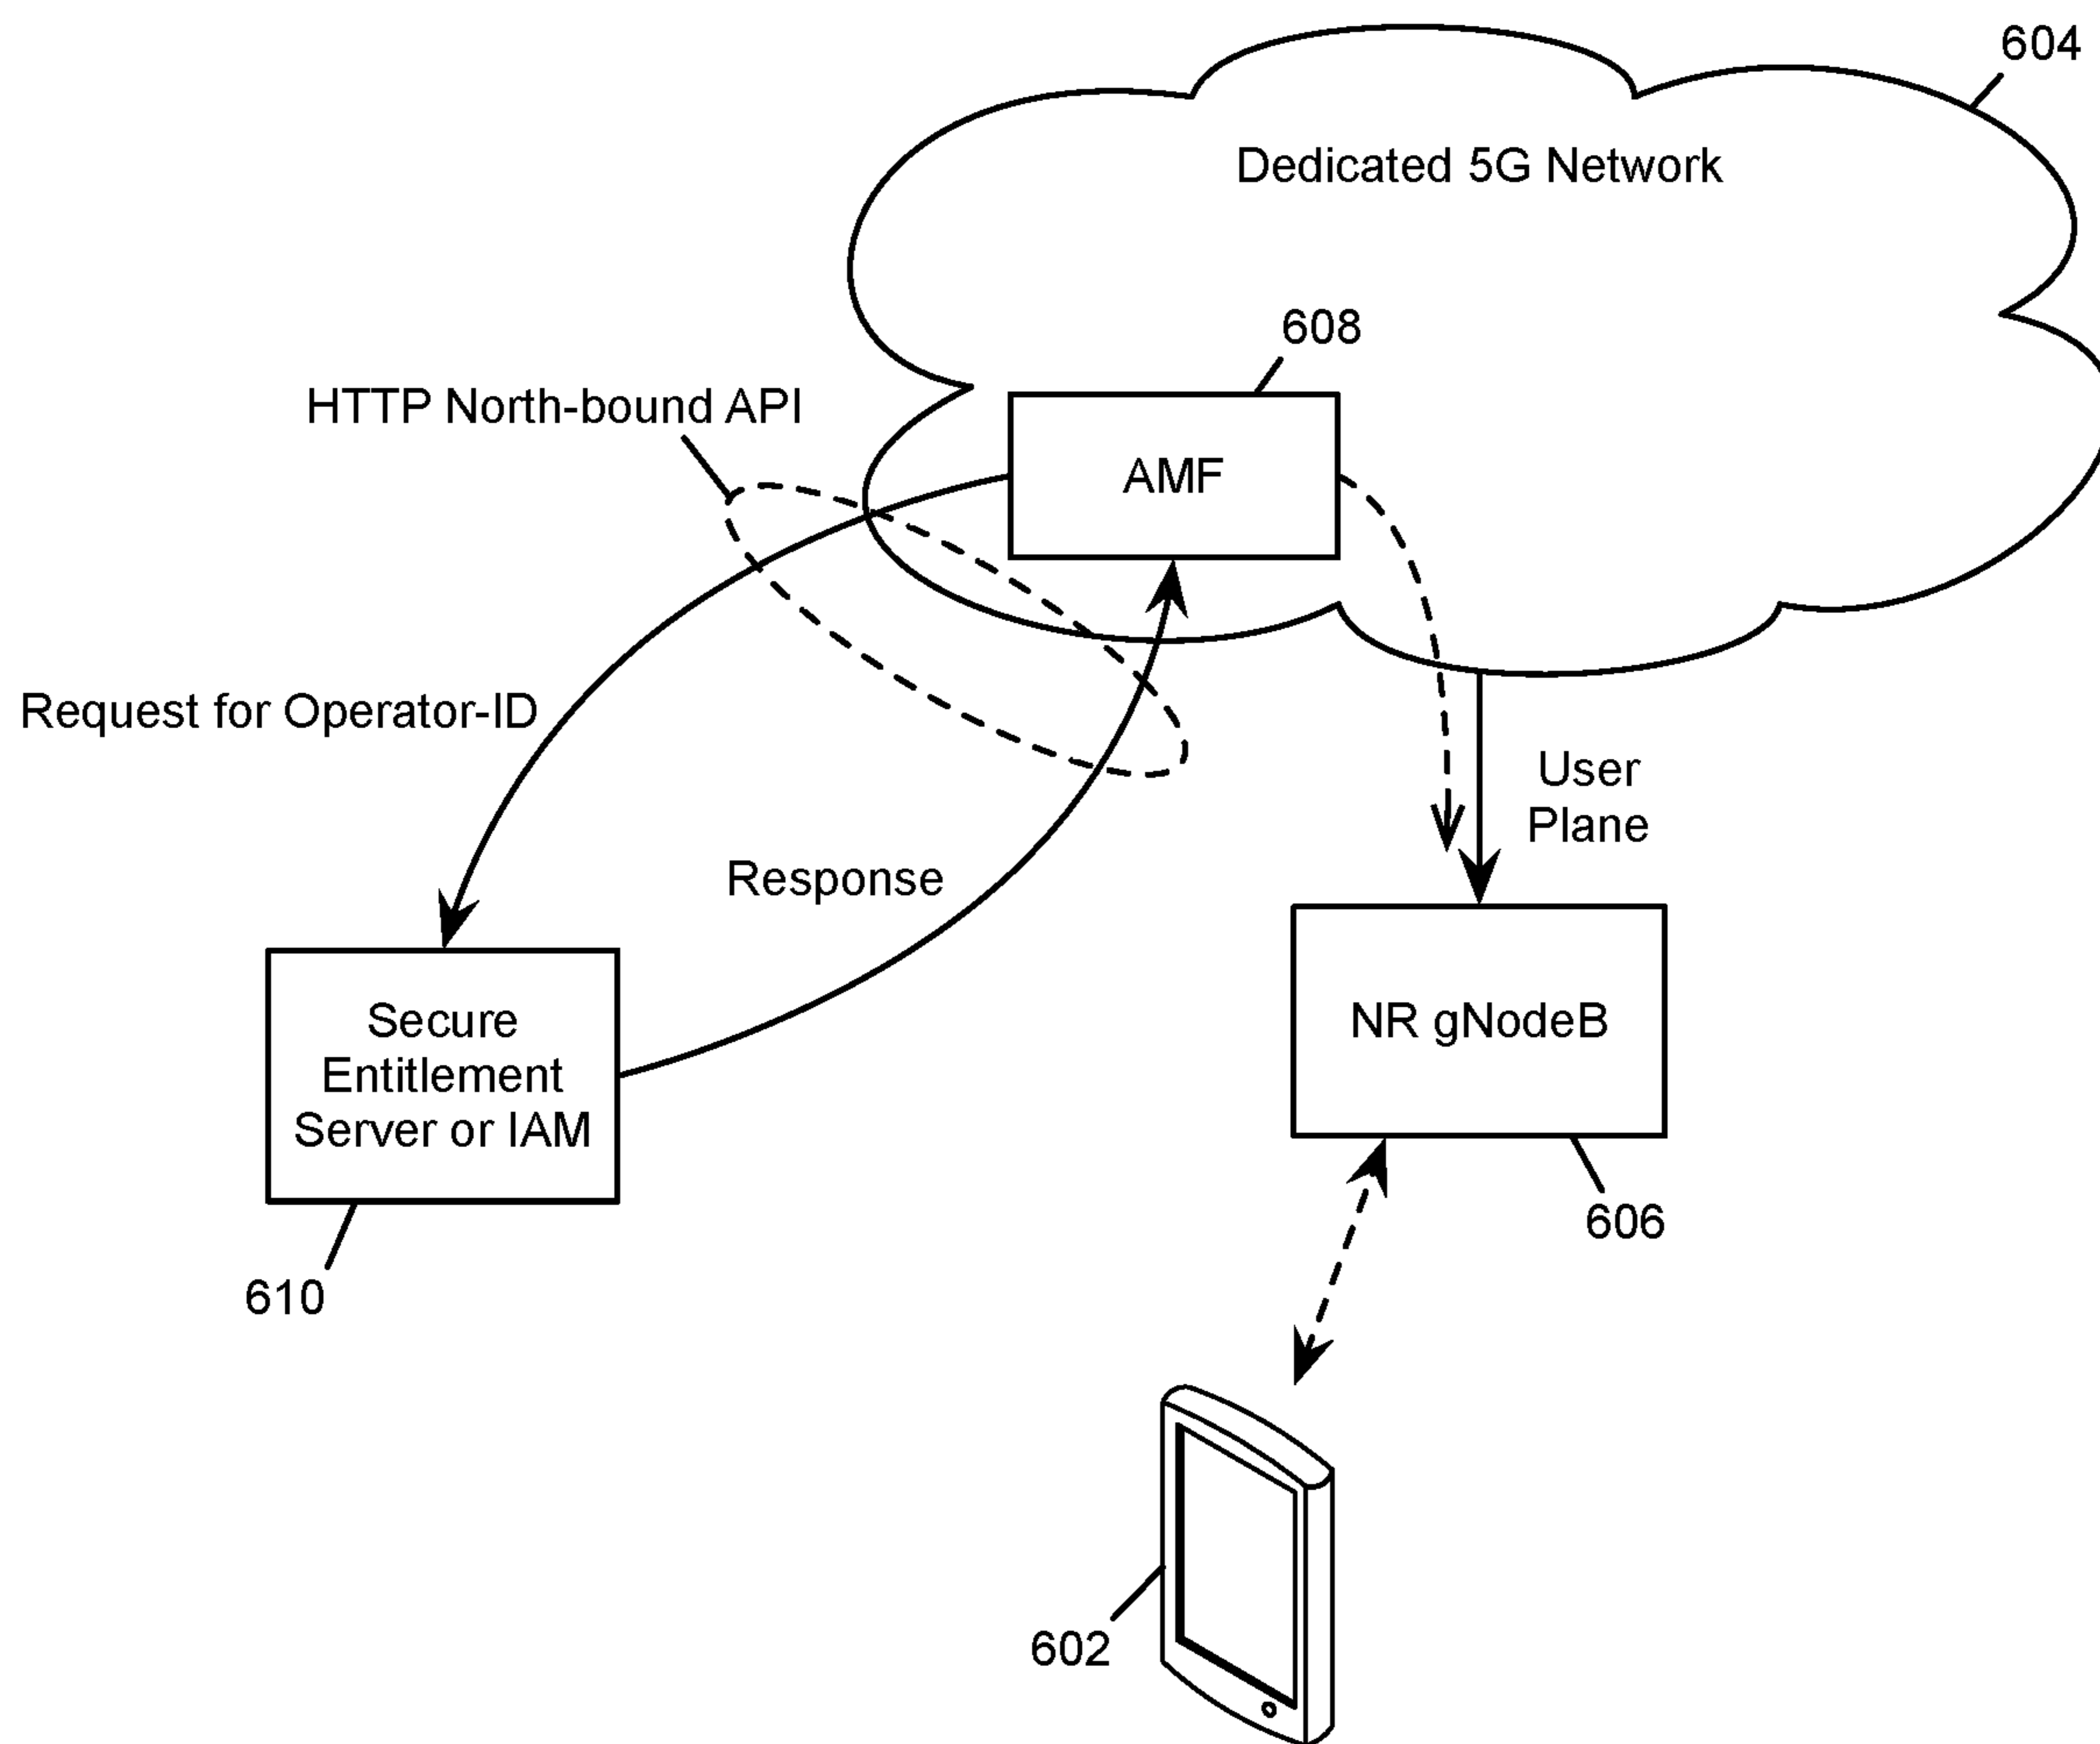 604
Dedicated 5G Network
608
HTTP North-bound API
AMF
Request for Operator-ID
User
Plane
Response
Secure
Entitlement
Server or IAM
NR gNodeB
606
610
602